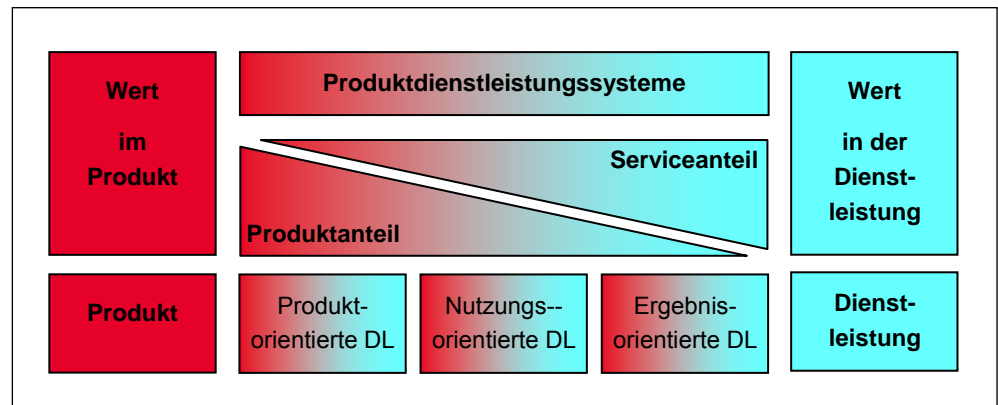 Wert
im
Produkt
Produktdienstleistungssysteme
Serviceanteil
Produktanteil
Wert
in der
Dienst-
leistung
Produkt
Produkt-
orientierte DL
Nutzungs--
orientierte DL
Ergebnis-
orientierte DL
Dienst-
leistung